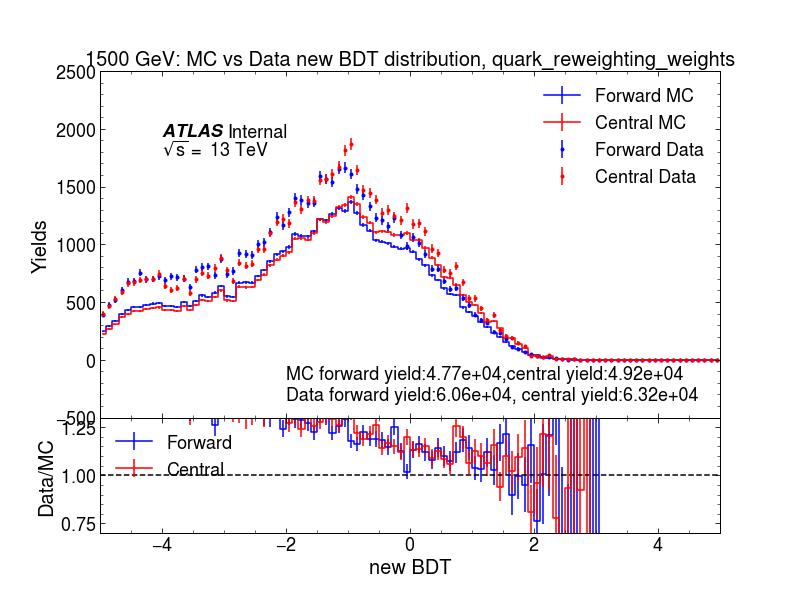 1500 GeV: MC vs Data new BDT distribution, quark_reweighting_weights
2500
2000
1500
1000
500
0
−500
Yields
ATLAS Internal
√s = 13 TeV
Forward MC
Central MC
Forward Data
Central Data
MC forward yield:4.77e+04,central yield:4.92e+04
Data forward yield:6.06e+04, central yield:6.32e+04
1.25
1.00
0.75
Data/MC
Forward
Central
−4
−2
0
2
4
new BDT